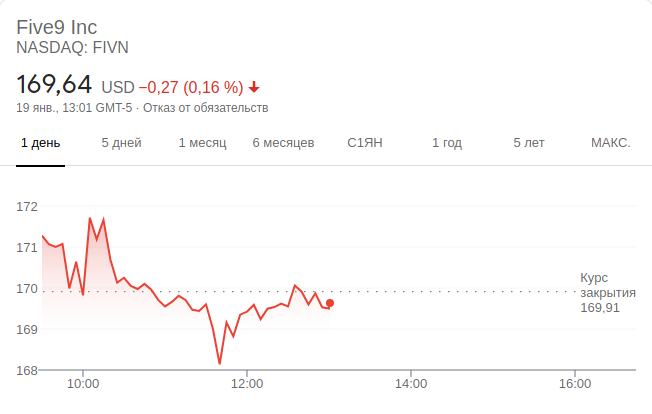 Five9 Inc
NASDAQ: FIVN
169,64 USD −0,27 (0,16 %)
19 янв., 13:01 GMT-5 · Отказ от обязательств
1 день 5 дней 1 месяц 6 месяцев С1ЯН 1 год 5 лет МАКС.
172
171
170
169
168
Курс
закрытия
169,91
10:00 12:00 14:00 16:00